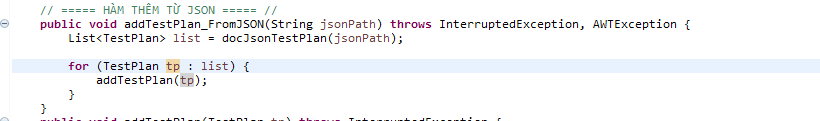 // ===== HÀM THÊM TỪ JSON ===== //
public void addTestPlan_FromJSON(String jsonPath) throws InterruptedException, AWTException {
List<TestPlan> list = docJsonTestPlan(jsonPath);
for (TestPlan tp : list) {
addTestPlan(tp);
}
}
public void addTestPlan(TestPlan tp) throws InterruptedException {